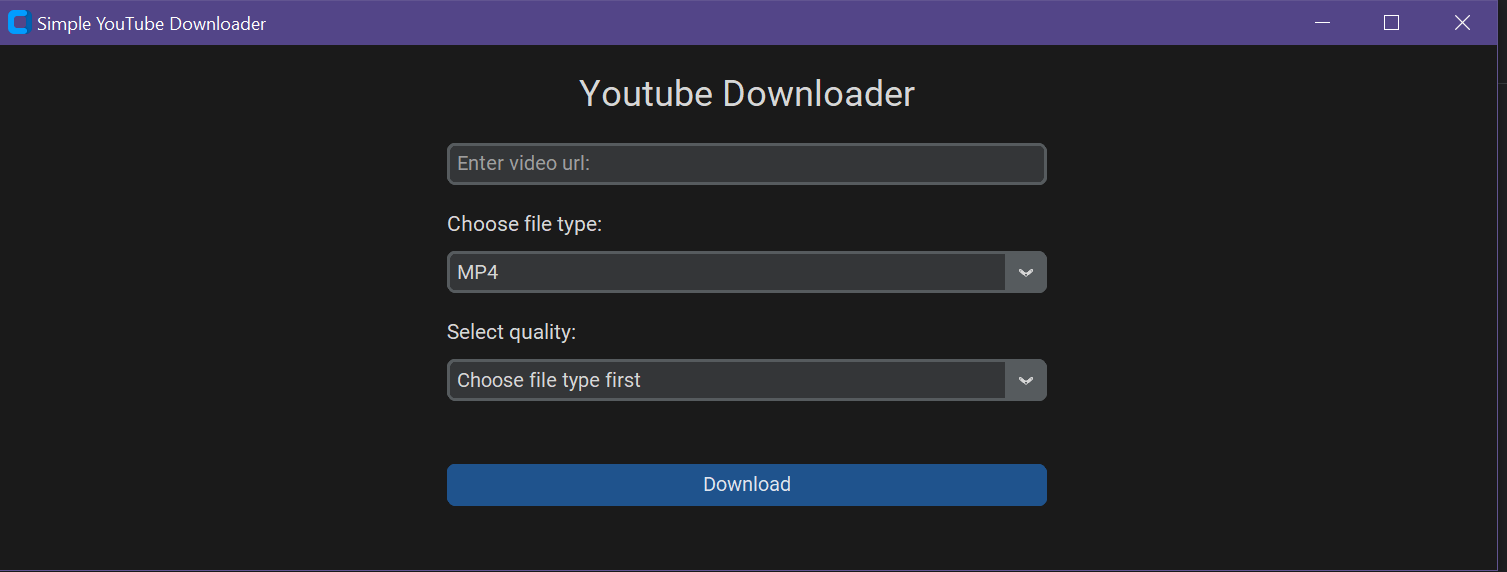 Simple YouTube Downloader
Youtube Downloader
Enter video url:
Choose file type:
MP4
Select quality:
Choose file type first
Download